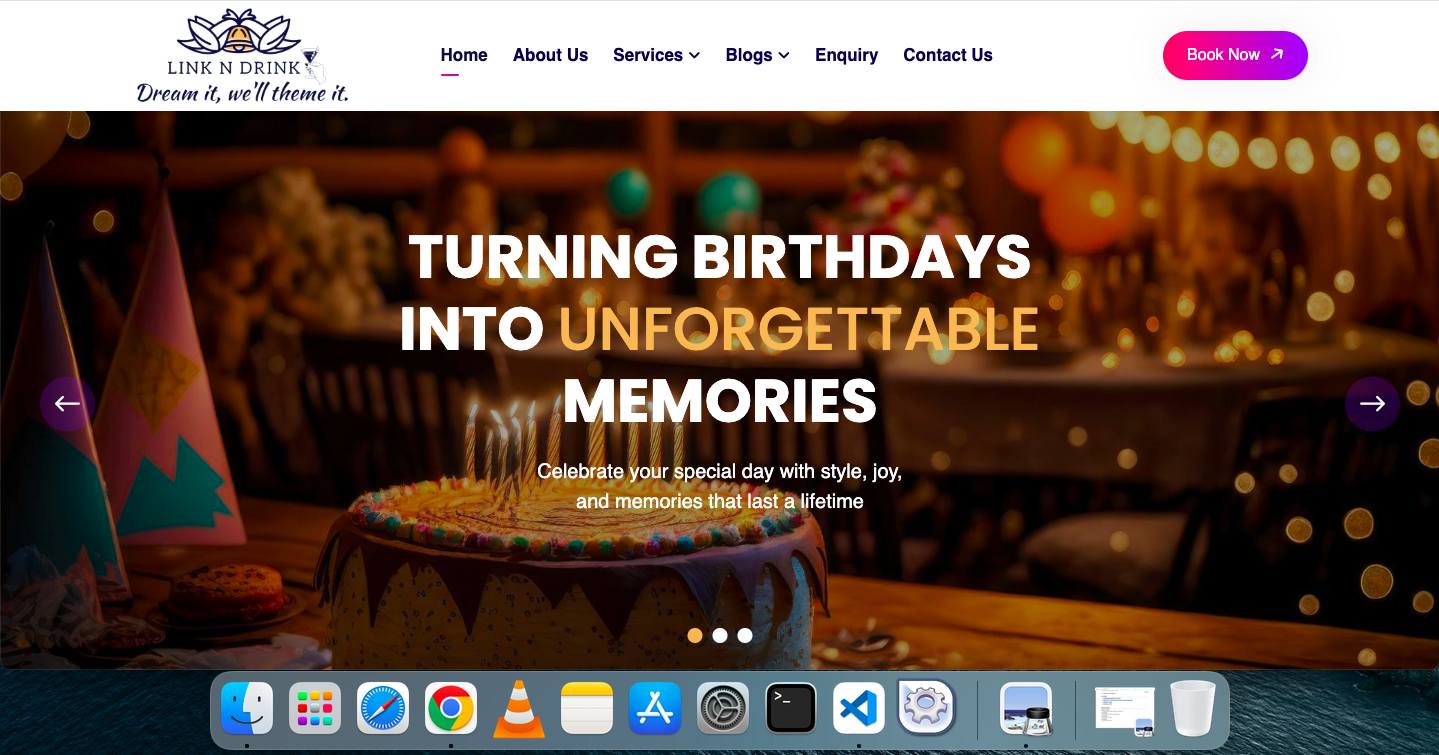 LINK N DRINK
Dream it, we'll theme it.
Home About Us Services Blogs Enquiry Contact Us
Book Now
TURNING BIRTHDAYS
INTO UNFORGETTABLE
MEMORIES
Celebrate your special day with style, joy,
and memories that last a lifetime
>_